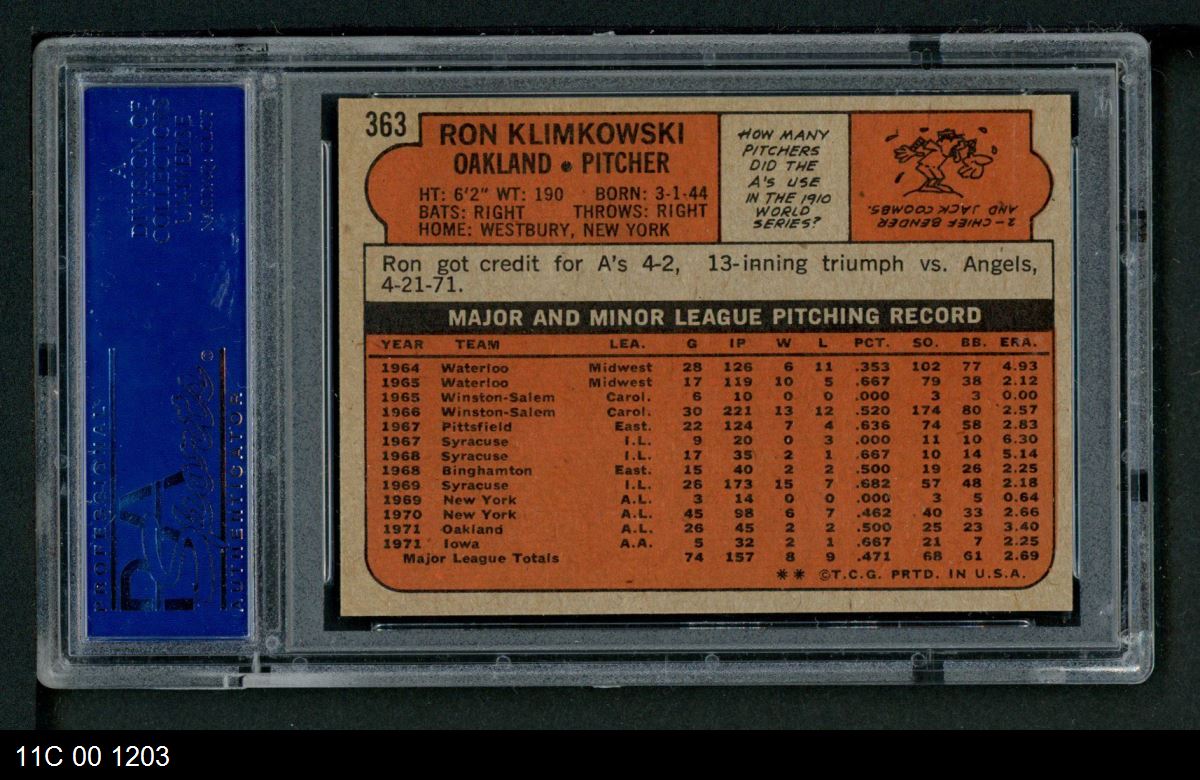 A
DIVISION OF
COLLECTORS
UNIVERSE
NASDAQ: CLCT
PROFESSIONAL
PSA
Sports
AUTHENTICATOR
363
RON KLIMKOWSKI
OAKLAND • PITCHER
HT: 6'2" WT: 190 BORN: 3-1-44
BATS: RIGHT THROWS: RIGHT
HOME: WESTBURY, NEW YORK
HOW MANY
PITCHERS
DID THE
A'S USE
IN THE 1910
WORLD
SERIES?
2-CHIEF BENDER
AND JACK COOMBS.
Ron got credit for A's 4-2, 13-inning triumph vs. Angels,
4-21-71.
MAJOR AND MINOR LEAGUE PITCHING RECORD
YEAR TEAM LEA. G IP W L PCT. SO. BB. ERA.
1964 Waterloo Midwest 28 126 6 11 .353 102 77 4.93
1965 Waterloo Midwest 17 119 10 5 .667 79 38 2.12
1965 Winston-Salem Carol. 6 10 0 0 .000 3 3 0.00
1966 Winston-Salem Carol. 30 221 13 12 .520 174 80 2.57
1967 Pittsfield East. 22 124 7 4 .636 74 58 2.83
1967 Syracuse I.L. 9 20 0 3 .000 11 10 6.30
1968 Syracuse I.L. 17 35 2 1 .667 10 14 5.14
1968 Binghamton East. 15 40 2 2 .500 19 26 2.25
1969 Syracuse I.L. 26 173 15 7 .682 57 48 2.18
1969 New York A.L. 3 14 0 0 .000 3 5 0.64
1970 New York A.L. 45 98 6 7 .462 40 33 2.66
1971 Oakland A.L. 26 45 2 2 .500 25 23 3.40
1971 Iowa A.A. 5 32 2 1 .667 21 7 2.25
Major League Totals 74 157 8 9 .471 68 61 2.69
** ©T.C.G. PRTD. IN U.S.A.
11C 00 1203